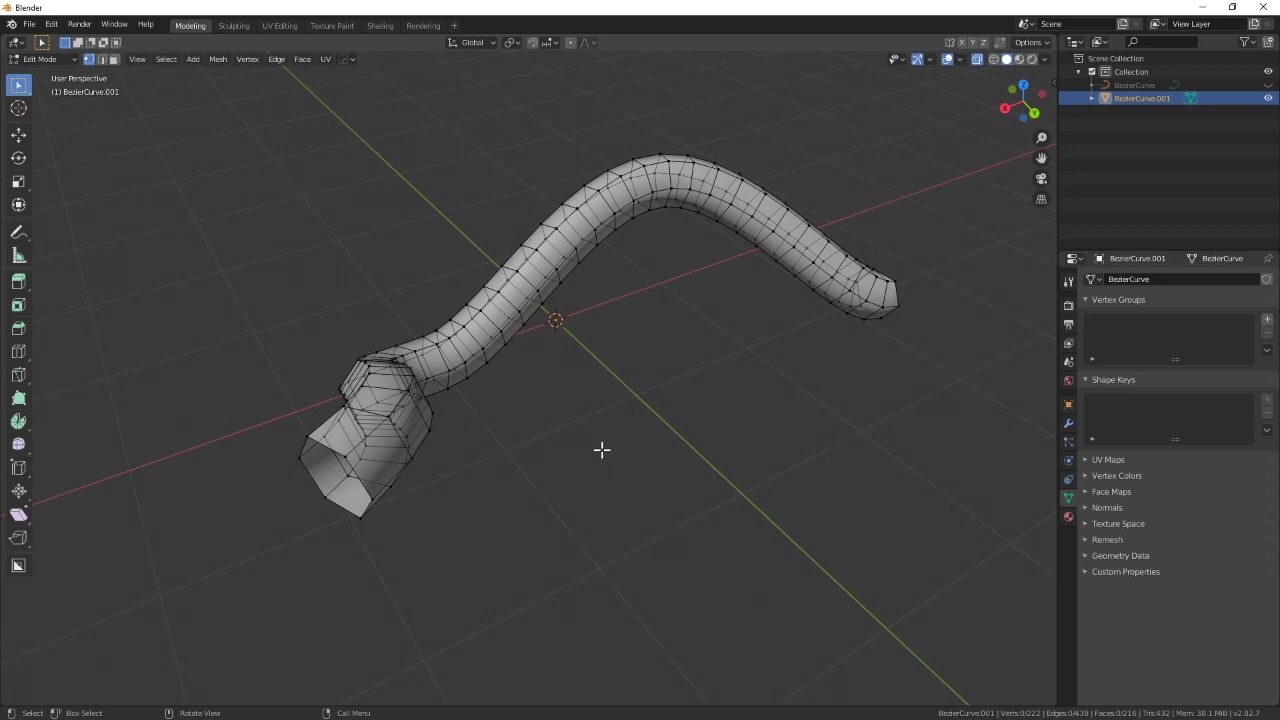 Blender
File Edit Render Window Help Modeling Sculpting UV Editing Texture Paint Shading Rendering + Scene View Layer
Global X Y Z Options
Edit Mode View Select Add Mesh Vertex Edge Face UV
User Perspective
(1) BezierCurve.001
Z
X
Y
Scene Collection
Collection
BezierCurve
BezierCurve.001
BezierCurve.001 BezierCurve
BezierCurve
Vertex Groups
Shape Keys
UV Maps
Vertex Colors
Face Maps
Normals
Texture Space
Remesh
Geometry Data
Custom Properties
Select Box Select Rotate View Call Menu BezierCurve.001 | Verts:0/222 | Edges:0/438 | Faces:0/216 | Tris:432 | Mem: 38.1 MiB | v2.82.7